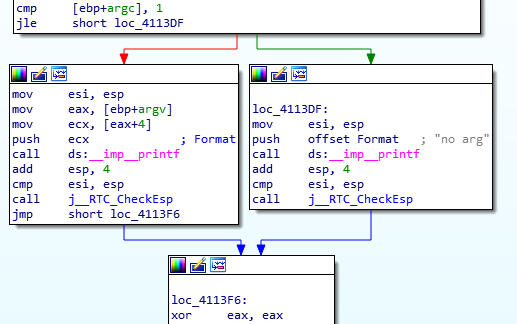 cmp     [ebp+argc], 1
jle     short loc_4113DF
mov     esi, esp
mov     eax, [ebp+argv]
mov     ecx, [eax+4]
push    ecx             ; Format
call    ds:__imp__printf
add     esp, 4
cmp     esi, esp
call    j__RTC_CheckEsp
jmp     short loc_4113F6
loc_4113DF:
mov     esi, esp
push    offset Format   ; "no arg"
call    ds:__imp__printf
add     esp, 4
cmp     esi, esp
call    j__RTC_CheckEsp
loc_4113F6:
xor     eax, eax